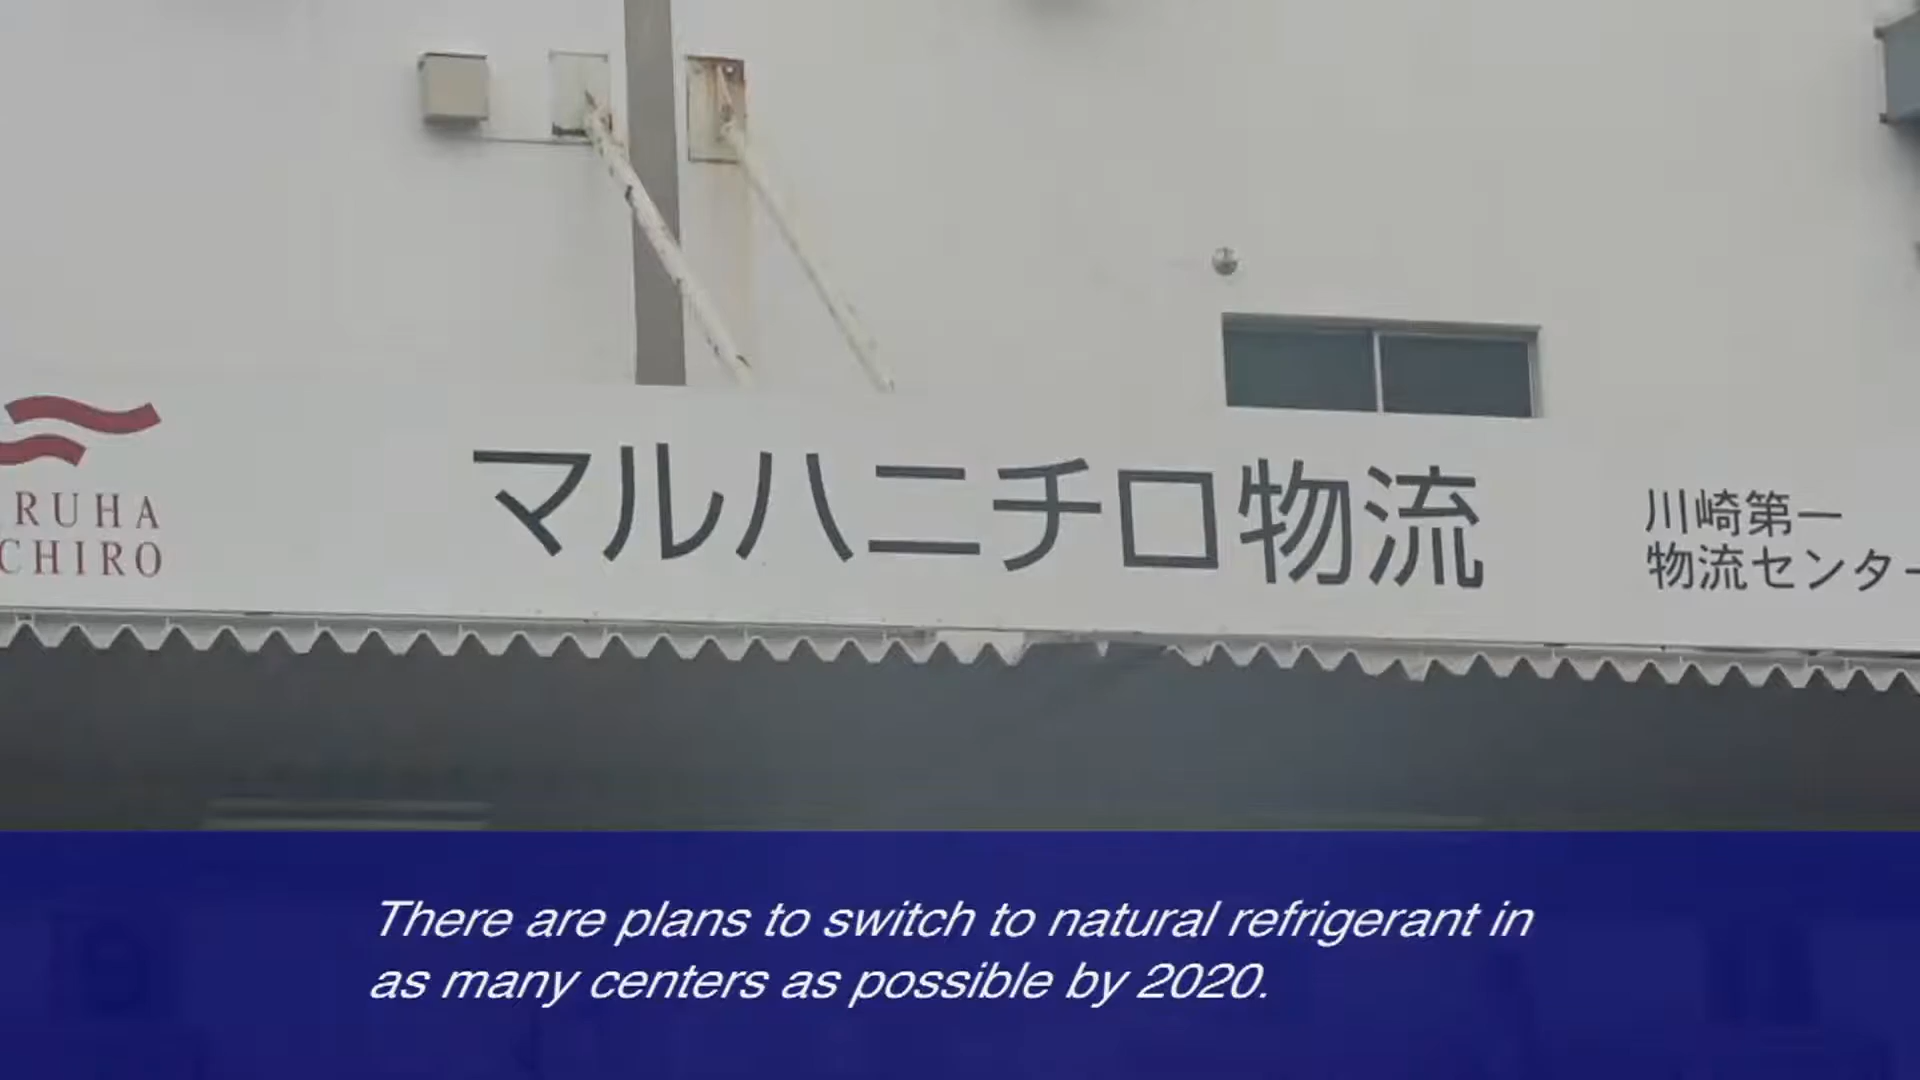 RUHA
CHIRO
マルハニチロ物流
川崎第一
物流センター
There are plans to switch to natural refrigerant in
as many centers as possible by 2020.